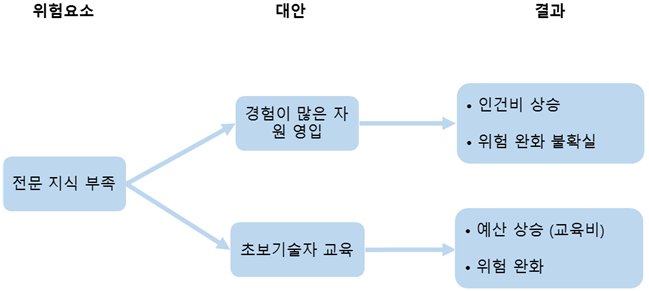 위험요소
대안
결과
전문 지식 부족
경험이 많은 자
원 영입
• 인건비 상승
• 위험 완화 불확실
초보기술자 교육
• 예산 상승 (교육비)
• 위험 완화